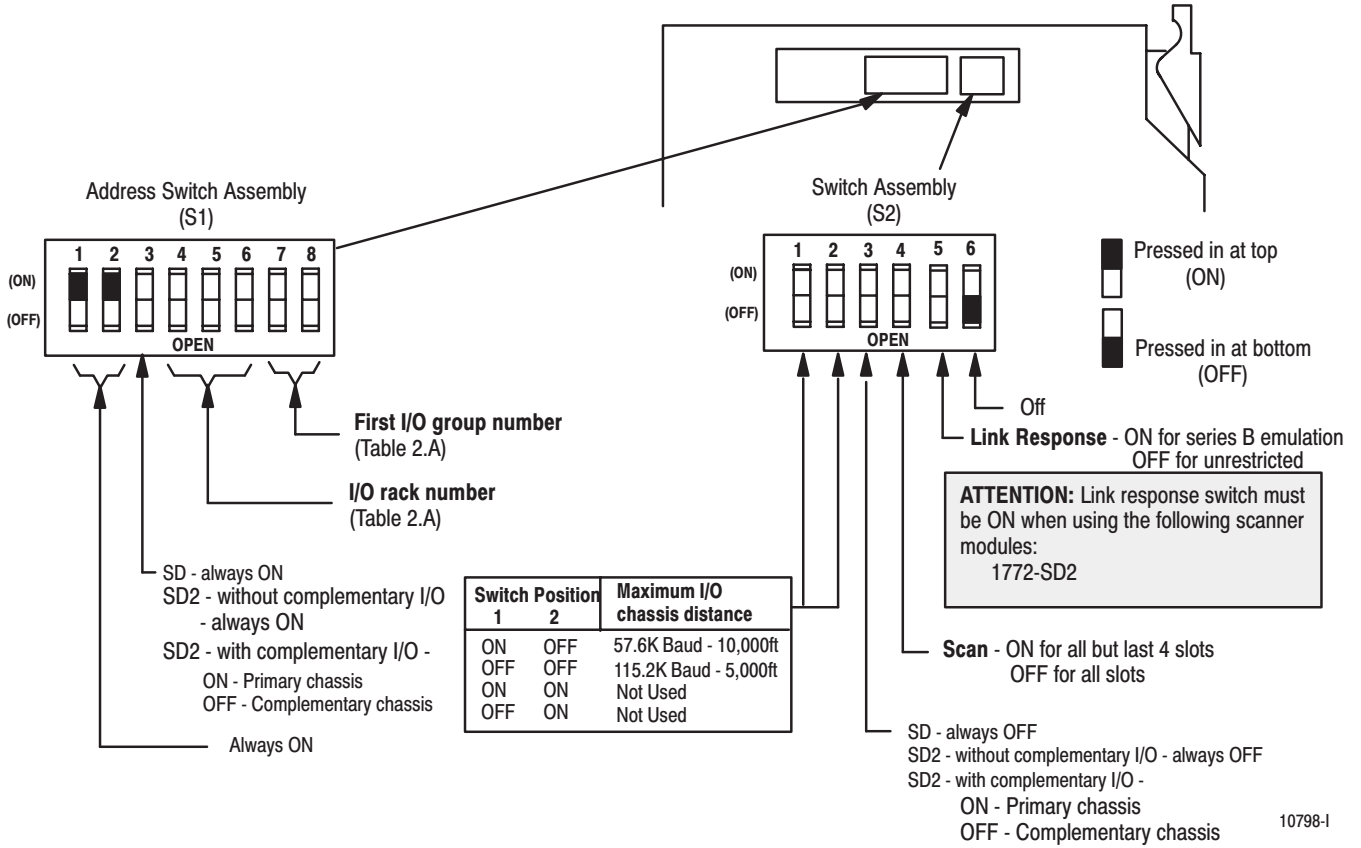 Address Switch Assembly
(S1)
1 2 3 4 5 6 7 8
(ON)
(OFF)
OPEN
First I/O group number
(Table 2.A)
I/O rack number
(Table 2.A)
SD - always ON
SD2 - without complementary I/O
- always ON
SD2 - with complementary I/O -
ON - Primary chassis
OFF - Complementary chassis
Always ON
Switch Assembly
(S2)
1 2 3 4 5 6
(ON)
(OFF)
OPEN
Pressed in at top
(ON)
Pressed in at bottom
(OFF)
Off
Link Response - ON for series B emulation
OFF for unrestricted
ATTENTION: Link response switch must
be ON when using the following scanner
modules:
1772-SD2
Switch Position Maximum I/O
1 2 chassis distance
ON OFF 57.6K Baud - 10,000ft
OFF OFF 115.2K Baud - 5,000ft
ON ON Not Used
OFF ON Not Used
Scan - ON for all but last 4 slots
OFF for all slots
SD - always OFF
SD2 - without complementary I/O - always OFF
SD2 - with complementary I/O -
ON - Primary chassis
OFF - Complementary chassis
10798-I